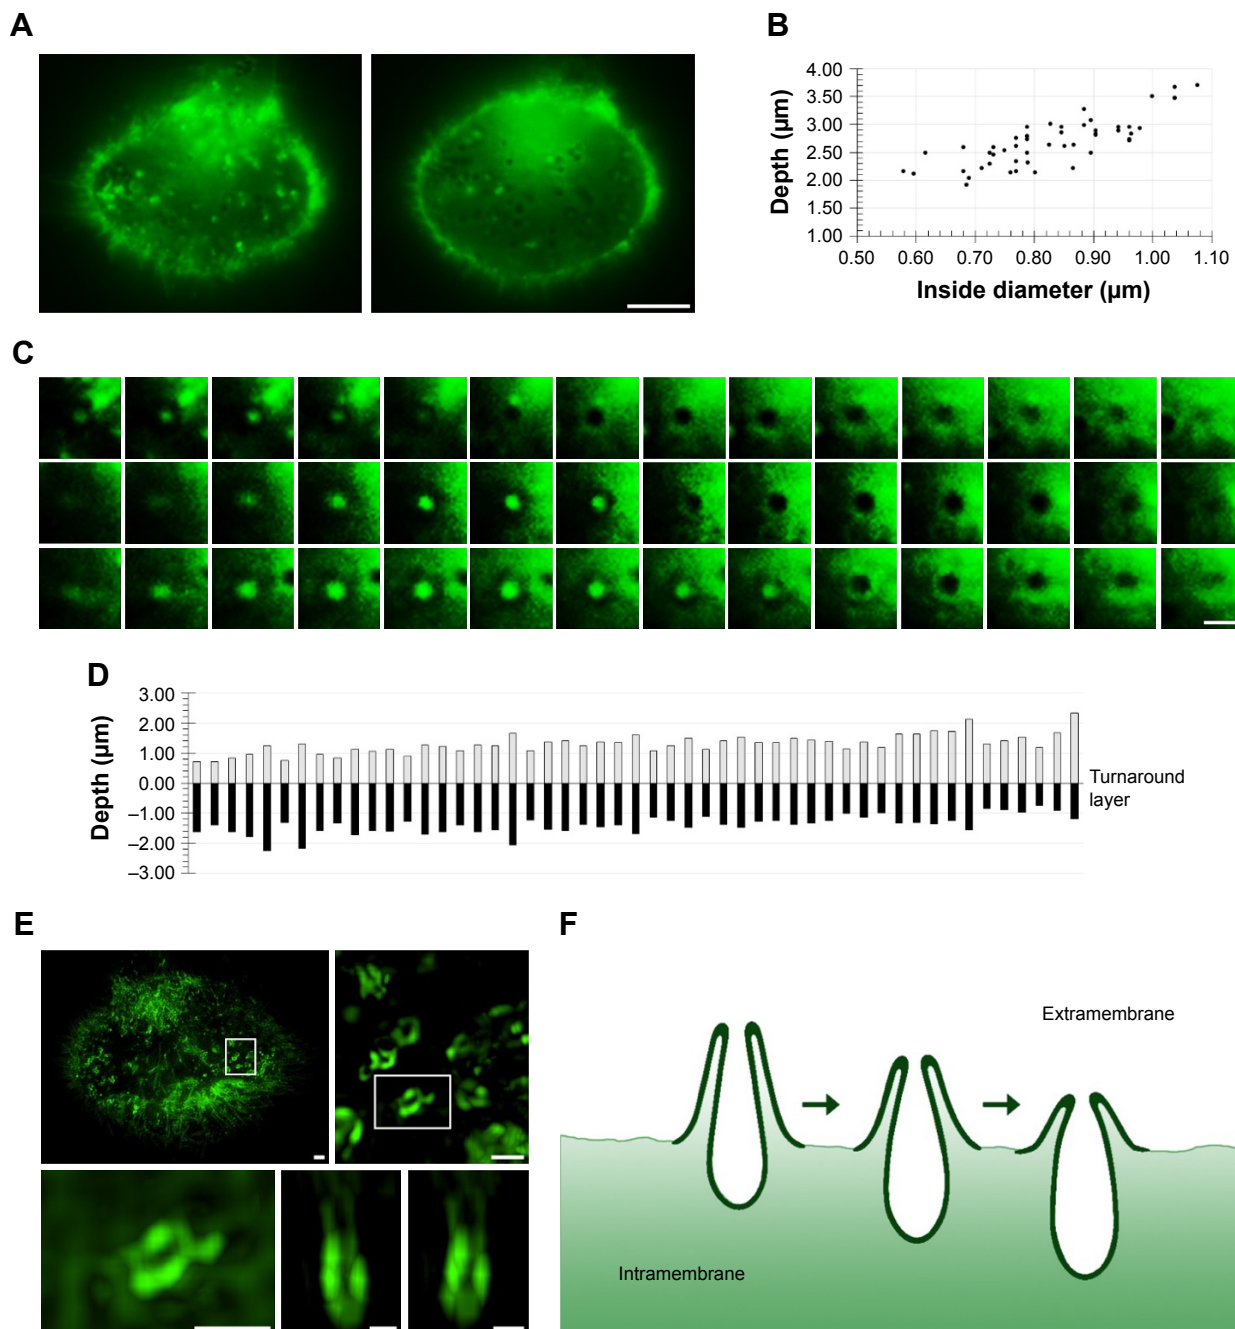 A
B
4.00
3.50
3.00
2.50
2.00
1.50
1.00
Depth (µm)
0.50 0.60 0.70 0.80 0.90 1.00 1.10
Inside diameter (µm)
C
D
3.00
2.00
1.00
0.00
–1.00
–2.00
–3.00
Depth (µm)
Turnaround
layer
E
F
Extramembrane
Intramembrane